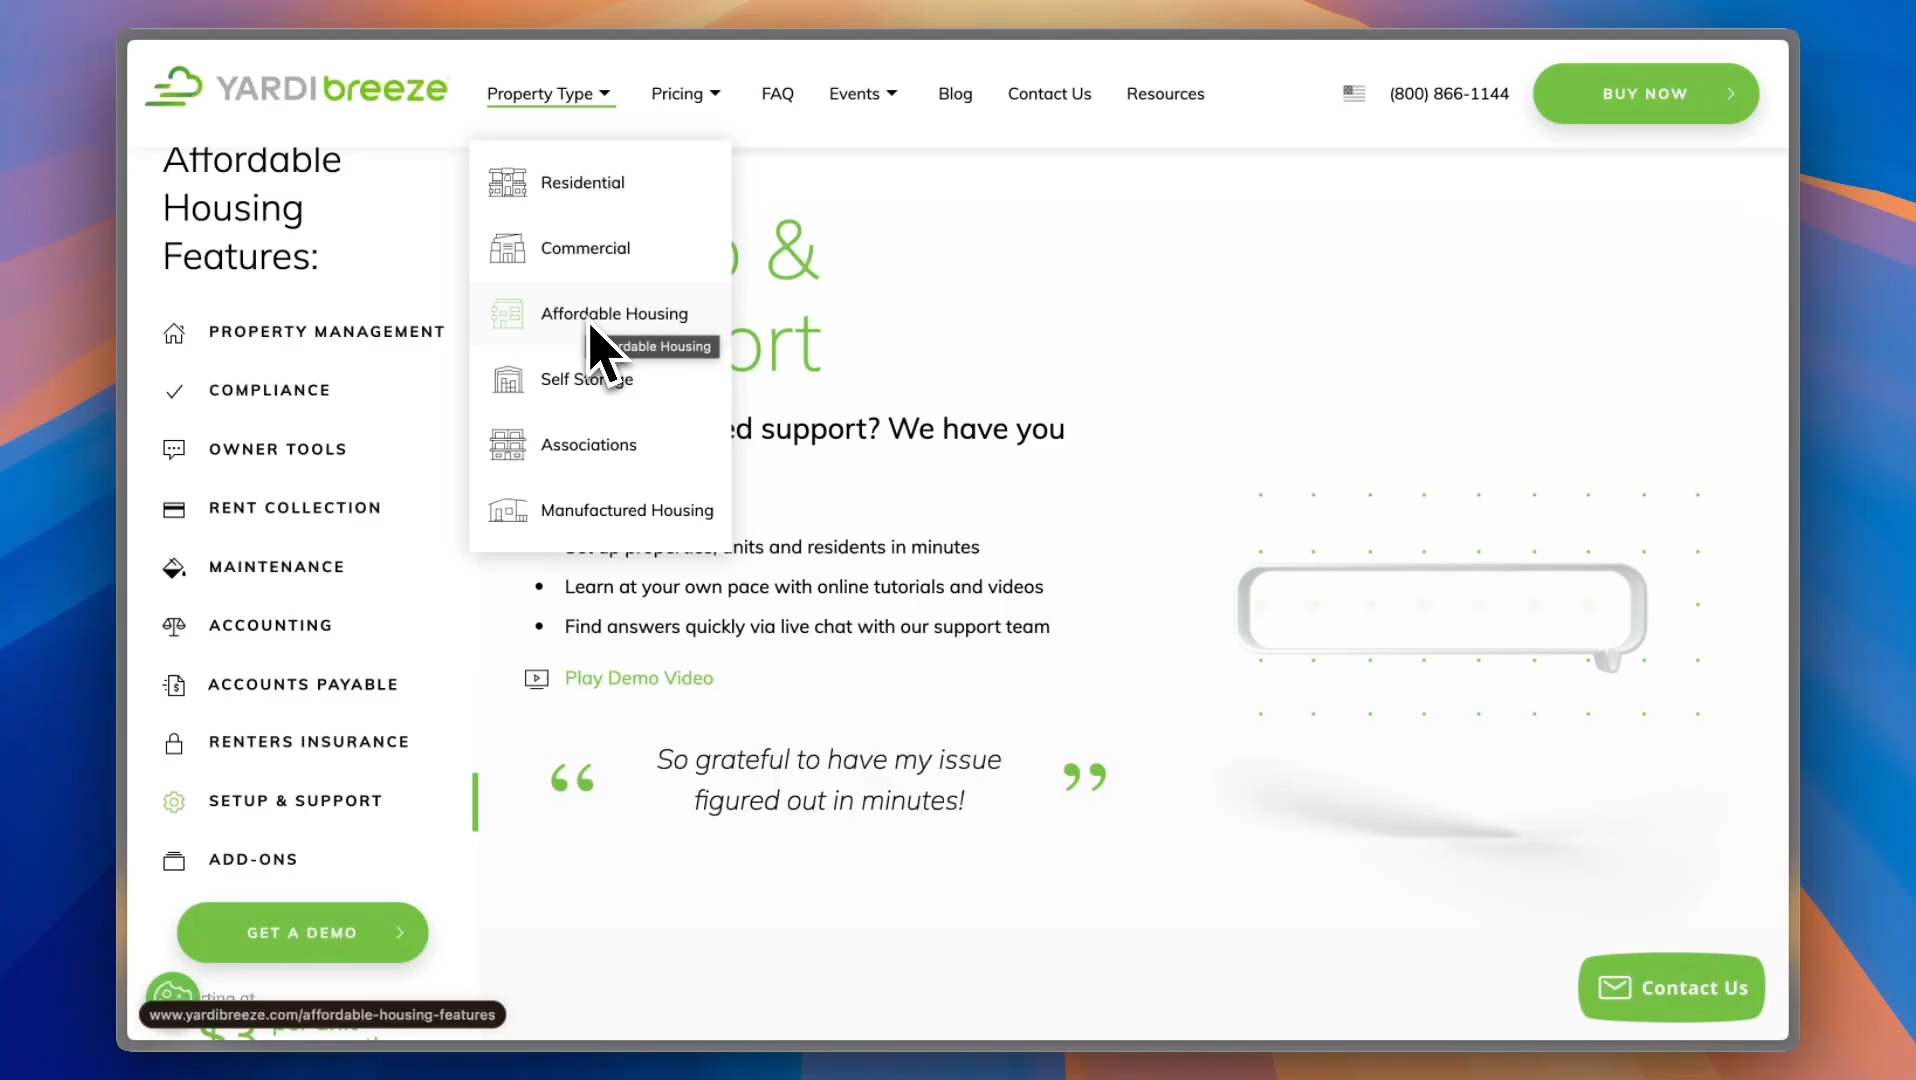 YARDI breeze
Property Type
Pricing
FAQ
Events
Blog
Contact Us
Resources
(800) 866-1144
BUY NOW
Affordable
Housing
Features:
PROPERTY MANAGEMENT
COMPLIANCE
OWNER TOOLS
RENT COLLECTION
MAINTENANCE
ACCOUNTING
ACCOUNTS PAYABLE
RENTERS INSURANCE
SETUP & SUPPORT
ADD-ONS
GET A DEMO
www.yardibreeze.com/affordable-housing-features
Residential
Commercial
Affordable Housing
Housing
Self Storage
Associations
Manufactured Housing
&
support? We have you
and residents in minutes
Learn at your own pace with online tutorials and videos
Find answers quickly via live chat with our support team
Play Demo Video
“ So grateful to have my issue
figured out in minutes! ”
Contact Us